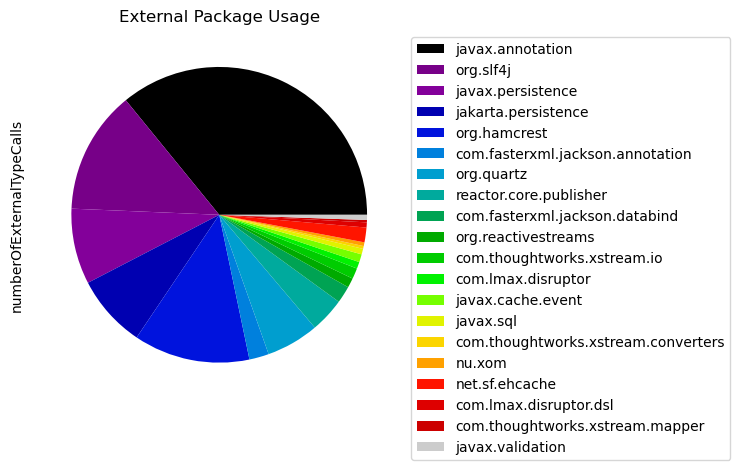 External Package Usage
numberOfExternalTypeCalls
javax.annotation
org.slf4j
javax.persistence
jakarta.persistence
org.hamcrest
com.fasterxml.jackson.annotation
org.quartz
reactor.core.publisher
com.fasterxml.jackson.databind
org.reactivestreams
com.thoughtworks.xstream.io
com.lmax.disruptor
javax.cache.event
javax.sql
com.thoughtworks.xstream.converters
nu.xom
net.sf.ehcache
com.lmax.disruptor.dsl
com.thoughtworks.xstream.mapper
javax.validation